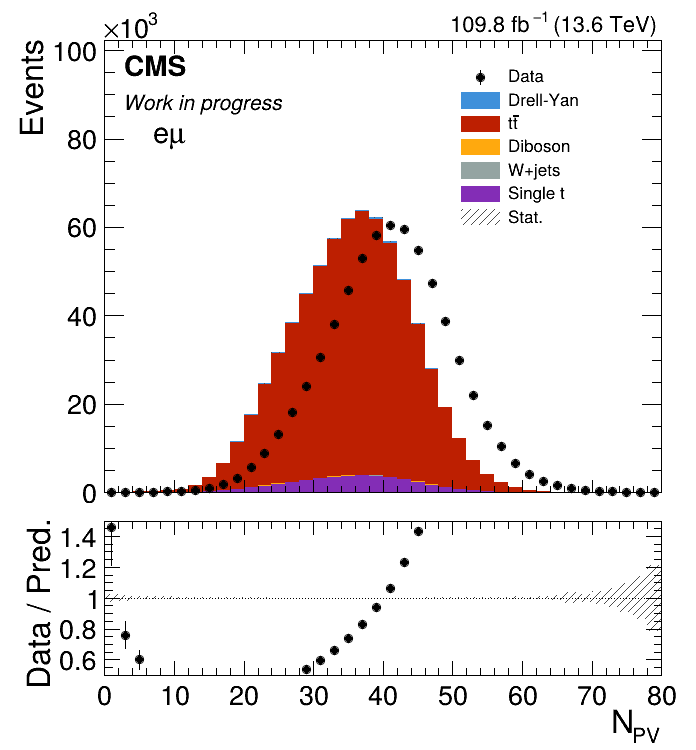 ×10³
109.8 fb⁻¹ (13.6 TeV)
Events
100
80
60
40
20
0
CMS
Work in progress
eμ
Data
Drell-Yan
tt̄
Diboson
W+jets
Single t
Stat.
Data / Pred.
1.4
1.2
1
0.8
0.6
0 10 20 30 40 50 60 70 80
N_PV